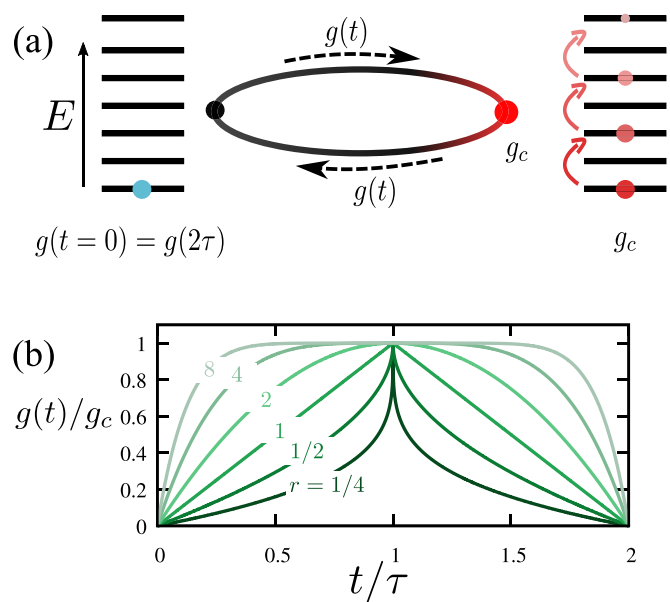 (a)
g(t)
E
g_c
g(t)
g(t = 0) = g(2τ)
g_c
(b)
1
8
0.8
4
2
g(t)/g_c
0.6
1
0.4
1/2
0.2
r = 1/4
0
0
0.5
1
1.5
2
t/τ